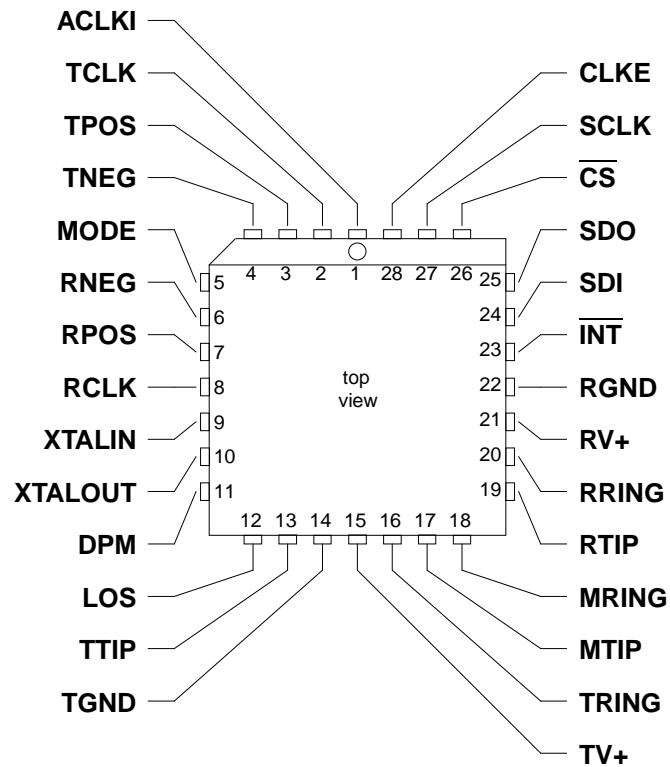 ACLKI
TCLK
TPOS
TNEG
MODE
RNEG
RPOS
RCLK
XTALIN
XTALOUT
DPM
LOS
TTIP
TGND
CLKE
SCLK
CS
SDO
SDI
INT
RGND
RV+
RRING
RTIP
MRING
MTIP
TRING
TV+
4 3 2 1 28 27 26
5
6
7
8
9
10
11
25
24
23
22
21
20
19
top
view
12 13 14 15 16 17 18